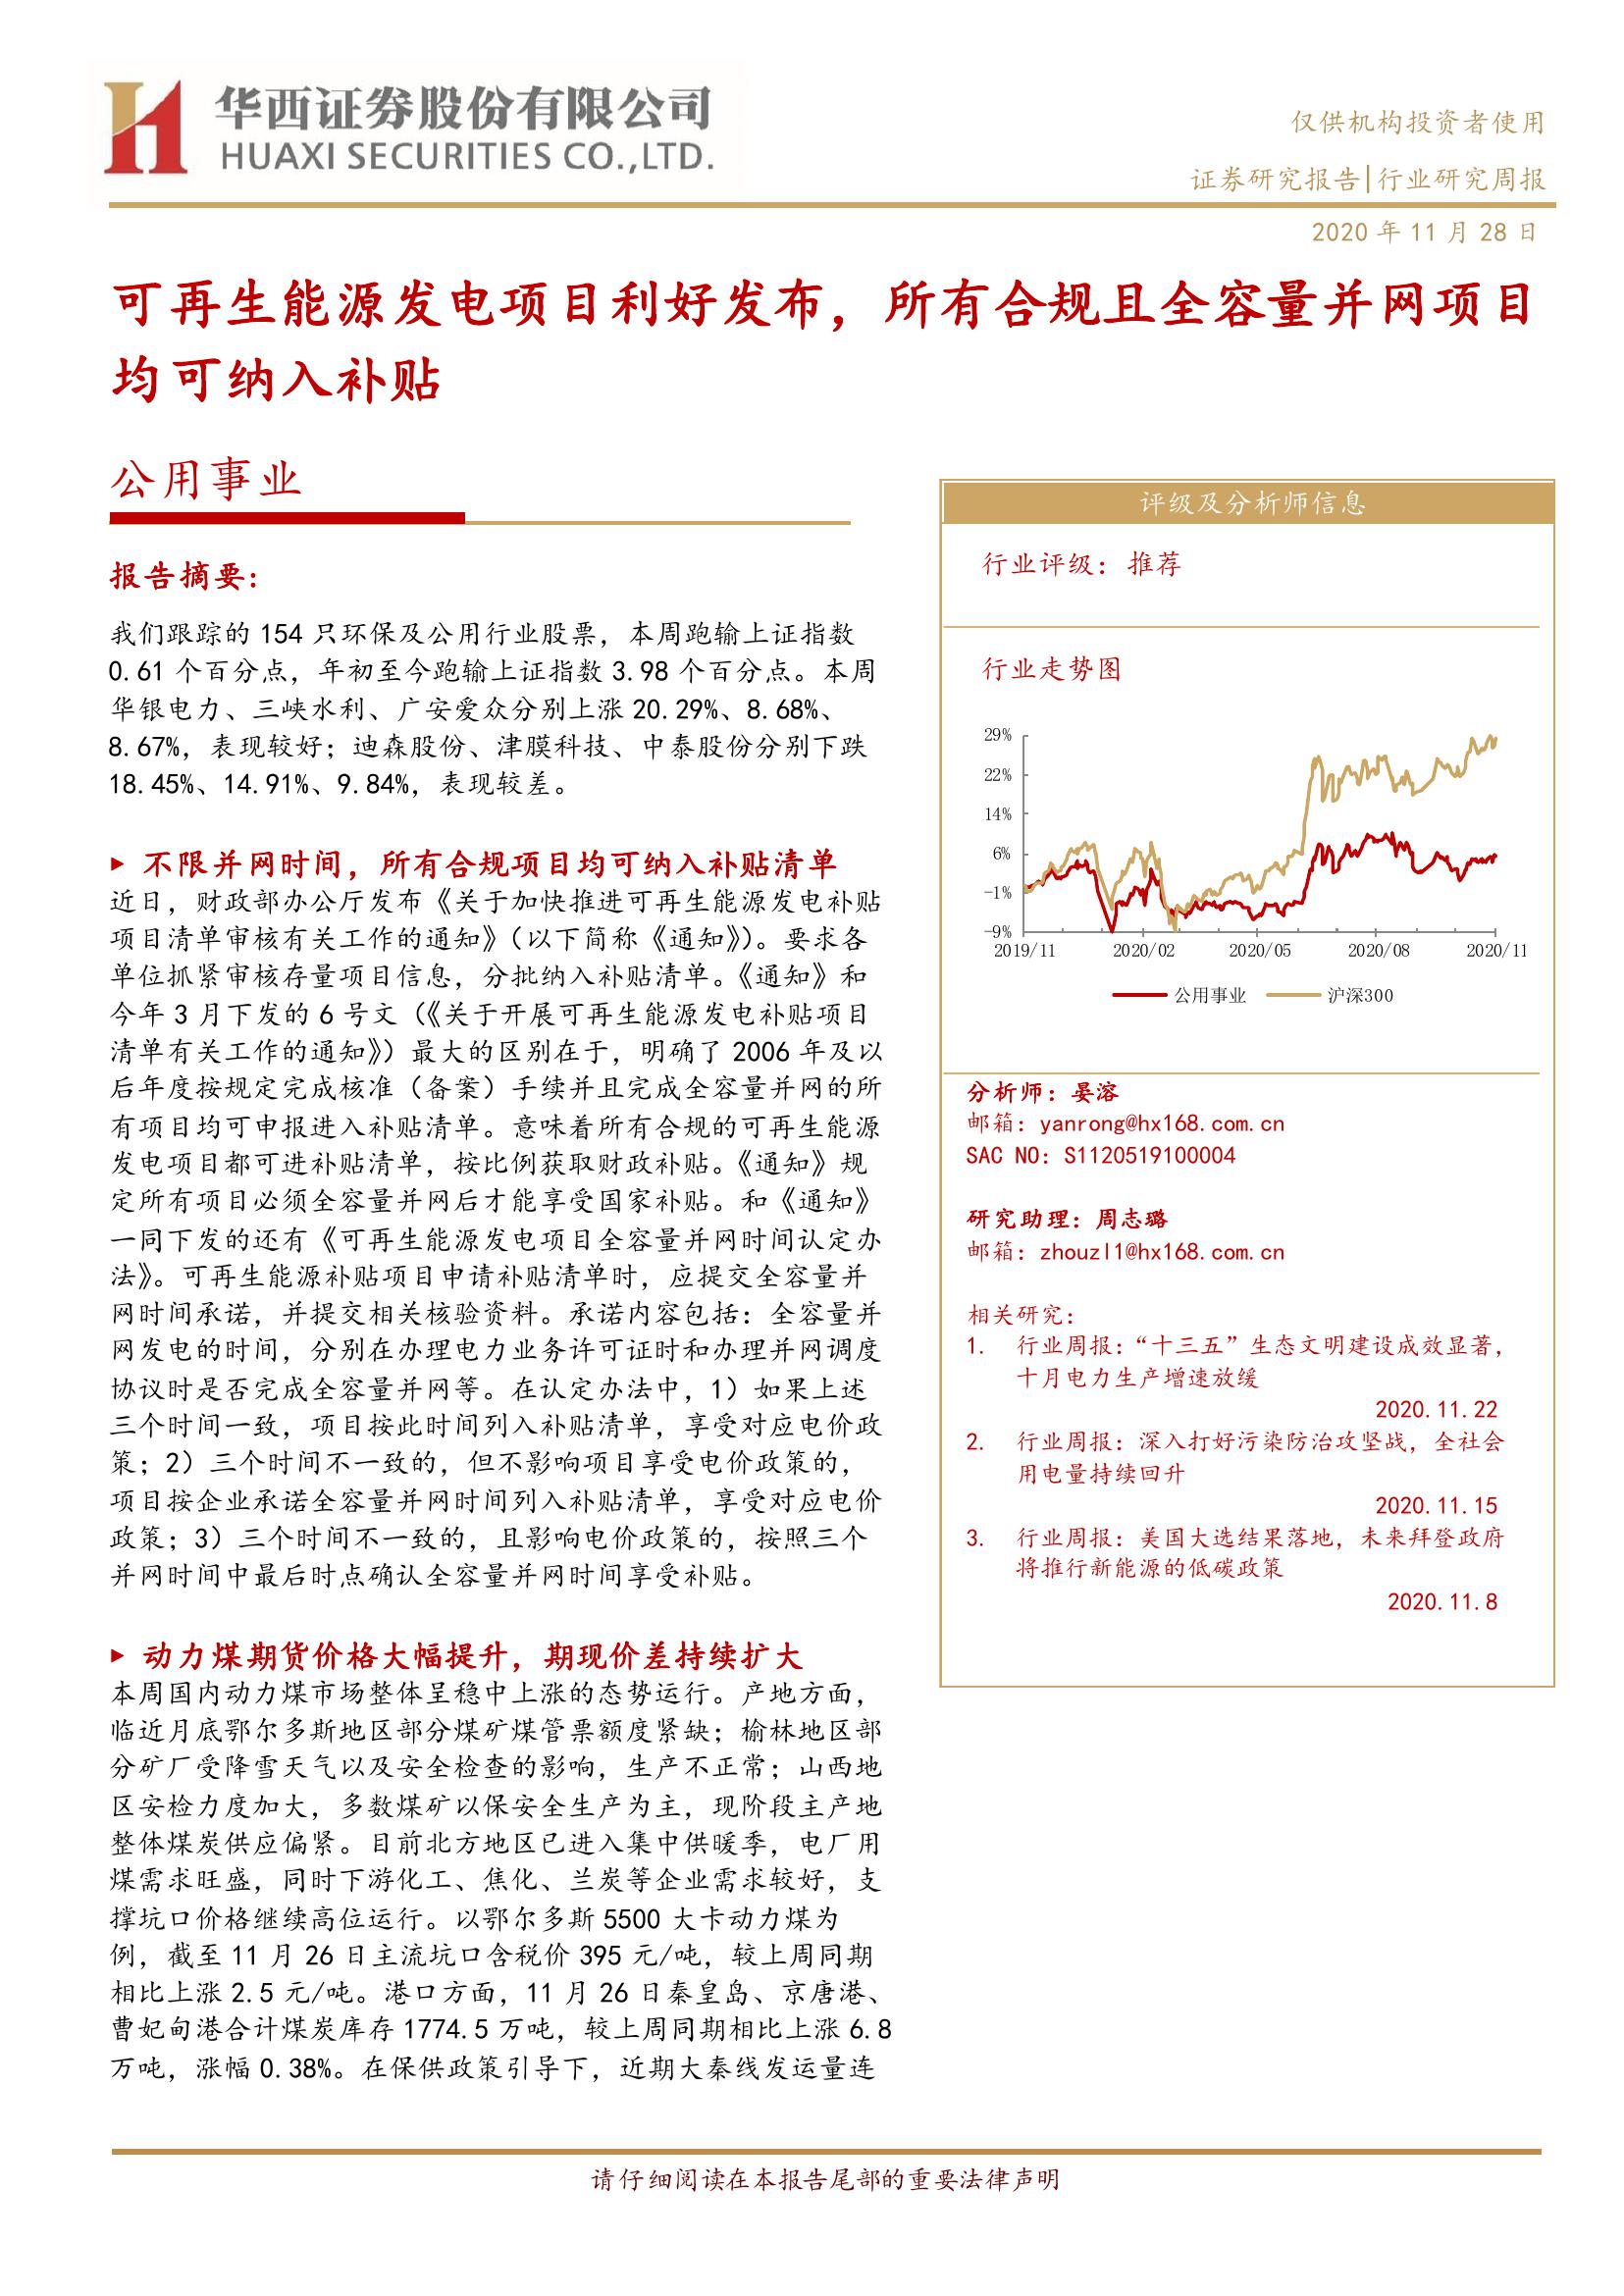 华西证券股份有限公司
HUAXI SECURITIES CO.,LTD.
仅供机构投资者使用
证券研究报告|行业研究周报
2020 年 11 月 28 日
可再生能源发电项目利好发布，所有合规且全容量并网项目
均可纳入补贴
公用事业
报告摘要：
我们跟踪的 154 只环保及公用行业股票，本周跑输上证指数
0.61 个百分点，年初至今跑输上证指数 3.98 个百分点。本周
华银电力、三峡水利、广安爱众分别上涨 20.29%、8.68%、
8.67%，表现较好；迪森股份、津膜科技、中泰股份分别下跌
18.45%、14.91%、9.84%，表现较差。
▶ 不限并网时间，所有合规项目均可纳入补贴清单
近日，财政部办公厅发布《关于加快推进可再生能源发电补贴
项目清单审核有关工作的通知》（以下简称《通知》）。要求各
单位抓紧审核存量项目信息，分批纳入补贴清单。《通知》和
今年 3 月下发的 6 号文（《关于开展可再生能源发电补贴项目
清单有关工作的通知》）最大的区别在于，明确了 2006 年及以
后年度按规定完成核准（备案）手续并且完成全容量并网的所
有项目均可申报进入补贴清单。意味着所有合规的可再生能源
发电项目都可进补贴清单，按比例获取财政补贴。《通知》规
定所有项目必须全容量并网后才能享受国家补贴。和《通知》
一同下发的还有《可再生能源发电项目全容量并网时间认定办
法》。可再生能源补贴项目申请补贴清单时，应提交全容量并
网时间承诺，并提交相关核验资料。承诺内容包括：全容量并
网发电的时间，分别在办理电力业务许可证时和办理并网调度
协议时是否完成全容量并网等。在认定办法中，1）如果上述
三个时间一致，项目按此时间列入补贴清单，享受对应电价政
策；2）三个时间不一致的，但不影响项目享受电价政策的，
项目按企业承诺全容量并网时间列入补贴清单，享受对应电价
政策；3）三个时间不一致的，且影响电价政策的，按照三个
并网时间中最后时点确认全容量并网时间享受补贴。
▶ 动力煤期货价格大幅提升，期现价差持续扩大
本周国内动力煤市场整体呈稳中上涨的态势运行。产地方面，
临近月底鄂尔多斯地区部分煤矿煤管票额度紧缺；榆林地区部
分矿厂受降雪天气以及安全检查的影响，生产不正常；山西地
区安检力度加大，多数煤矿以保安全生产为主，现阶段主产地
整体煤炭供应偏紧。目前北方地区已进入集中供暖季，电厂用
煤需求旺盛，同时下游化工、焦化、兰炭等企业需求较好，支
撑坑口价格继续高位运行。以鄂尔多斯 5500 大卡动力煤为
例，截至 11 月 26 日主流坑口含税价 395 元/吨，较上周同期
相比上涨 2.5 元/吨。港口方面，11 月 26 日秦皇岛、京唐港、
曹妃甸港合计煤炭库存 1774.5 万吨，较上周同期相比上涨 6.8
万吨，涨幅 0.38%。在保供政策引导下，近期大秦线发运量连
评级及分析师信息
行业评级：推荐
行业走势图
29%
22%
14%
6%
-1%
-9%
2019/11 2020/02 2020/05 2020/08 2020/11
公用事业 沪深300
分析师：晏溶
邮箱：yanrong@hx168.com.cn
SAC NO：S1120519100004
研究助理：周志璐
邮箱：zhouzl1@hx168.com.cn
相关研究：
1. 行业周报：“十三五”生态文明建设成效显著，
十月电力生产增速放缓
2020.11.22
2. 行业周报：深入打好污染防治攻坚战，全社会
用电量持续回升
2020.11.15
3. 行业周报：美国大选结果落地，未来拜登政府
将推行新能源的低碳政策
2020.11.8
请仔细阅读在本报告尾部的重要法律声明